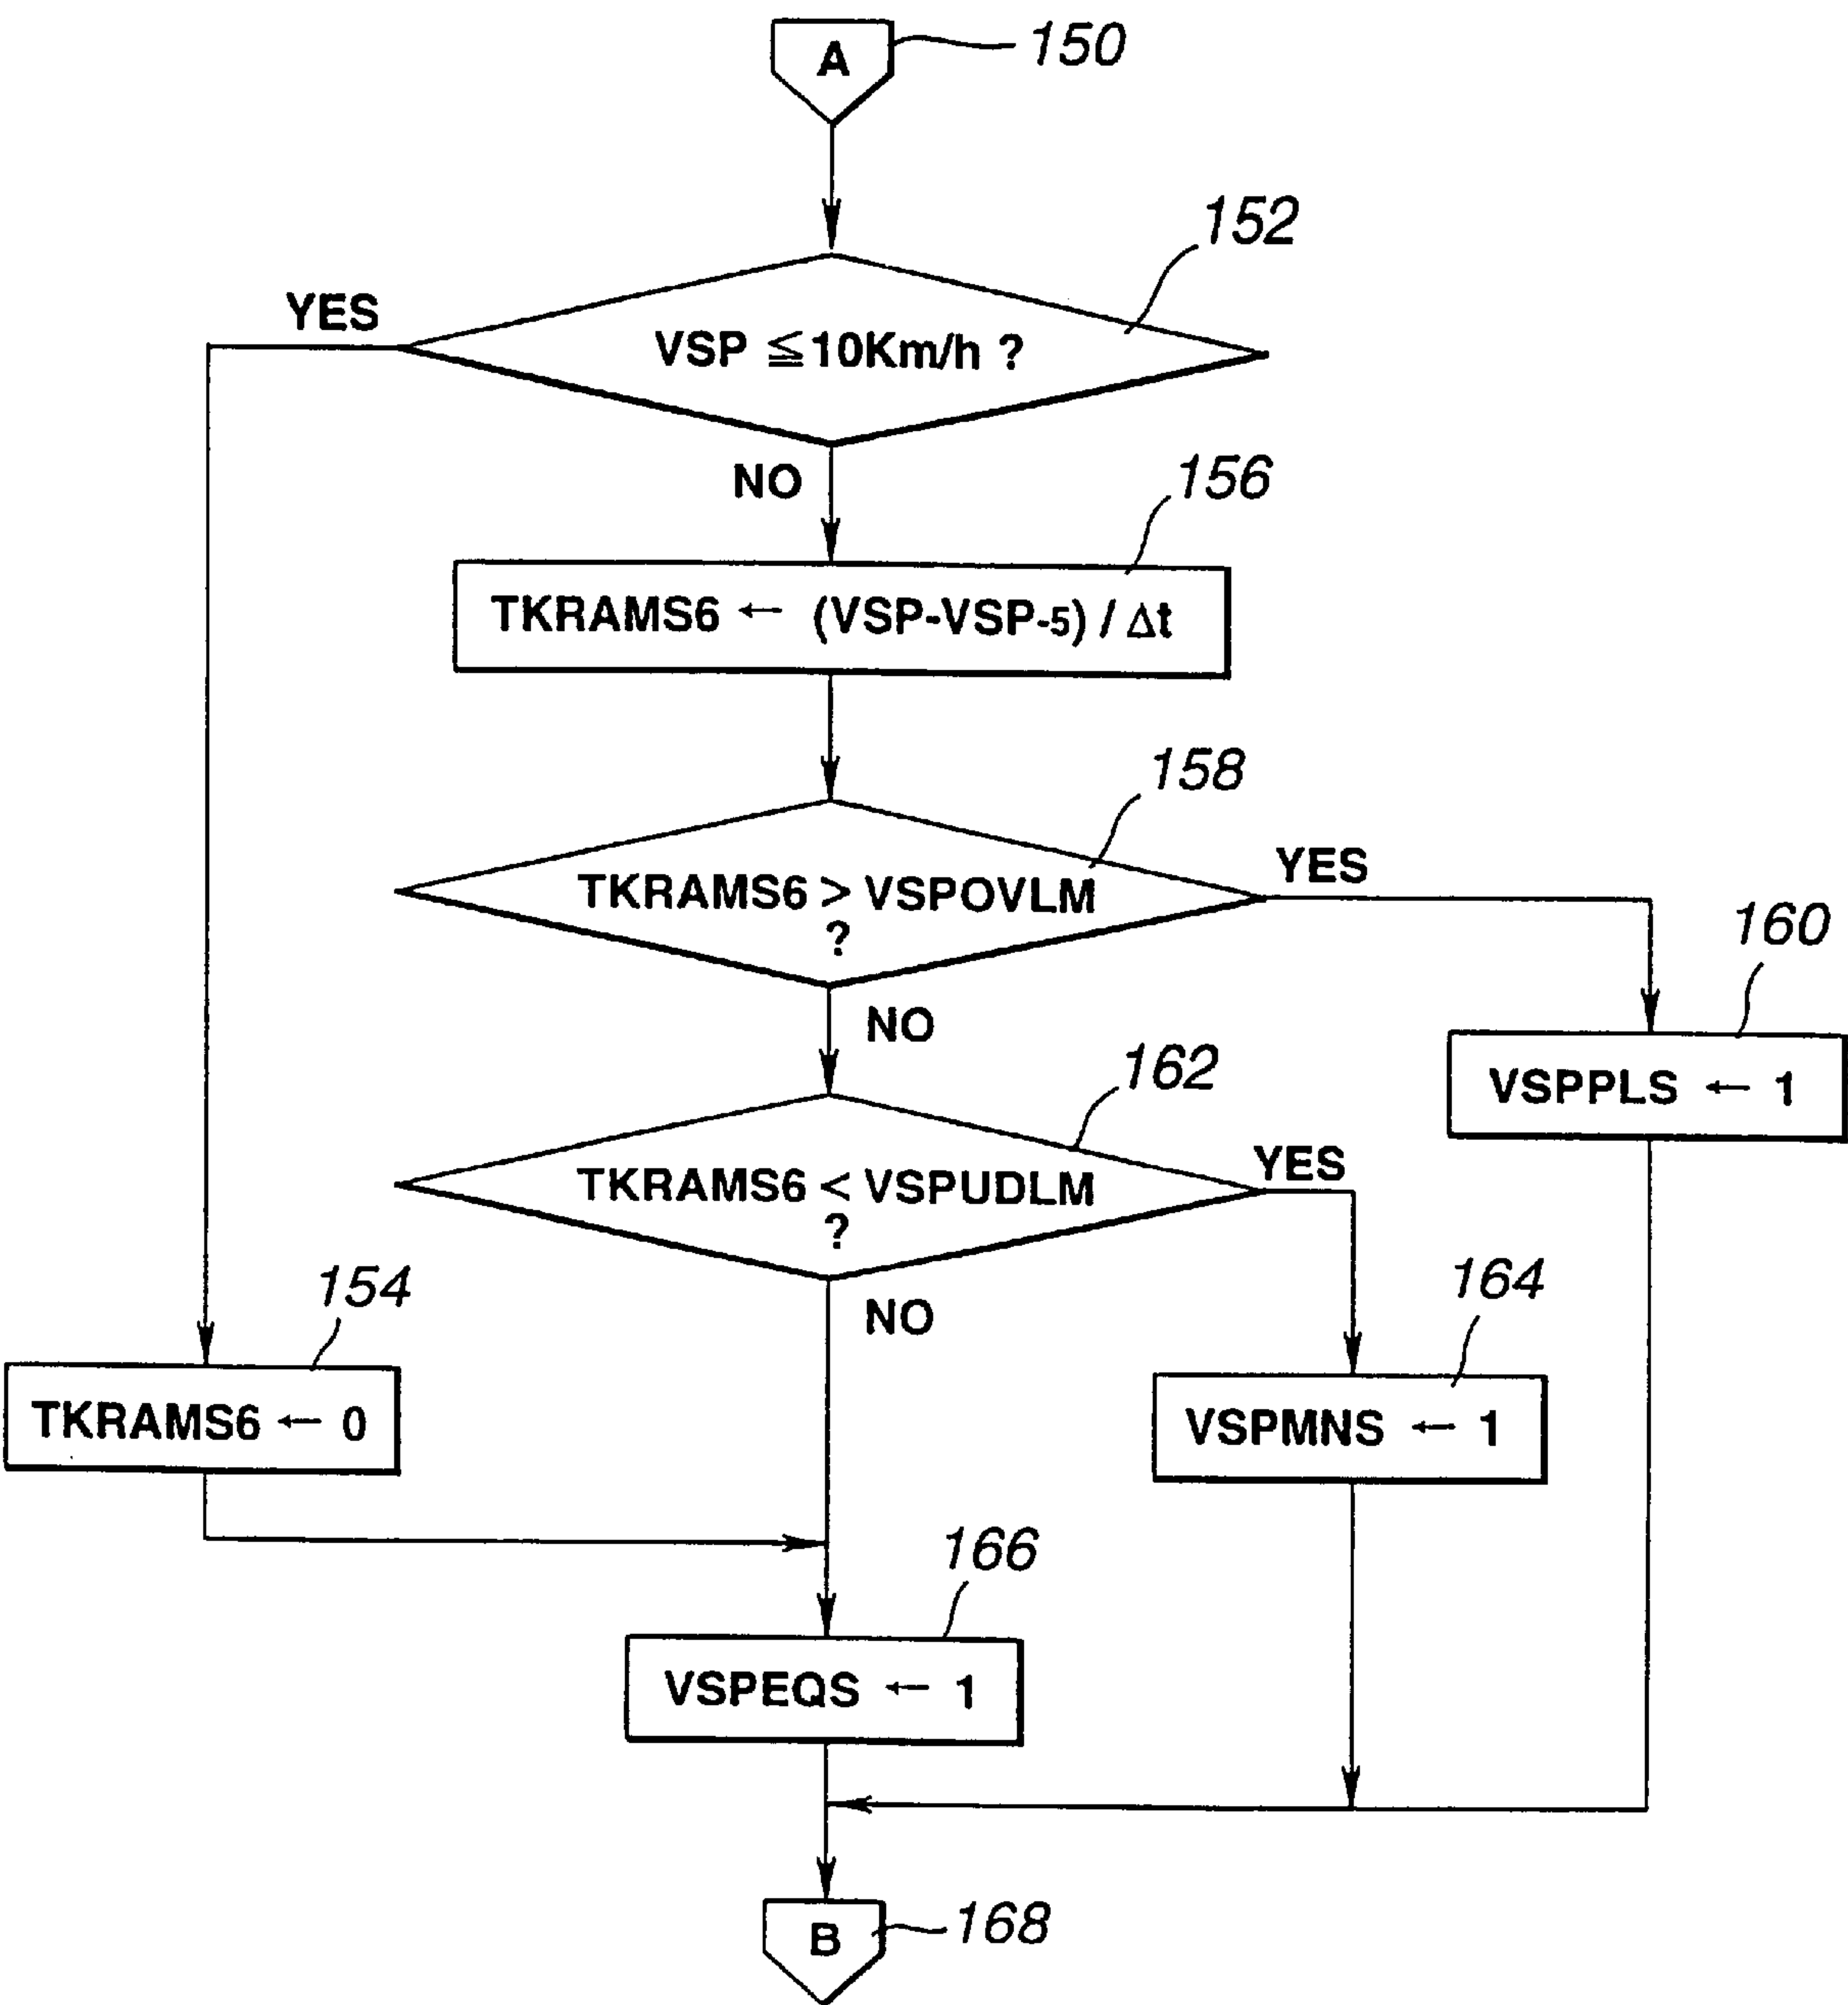 A
150
152
YES
VSP ≦10Km/h ?
NO
156
TKRAMS6 ← (VSP-VSP-5) / Δt
158
TKRAMS6 > VSPOVLM
?
YES
160
NO
VSPPLS ← 1
162
TKRAMS6 < VSPUDLM
?
YES
154
NO
164
TKRAMS6 ← 0
VSPMNS ← 1
166
VSPEQS ← 1
B
168